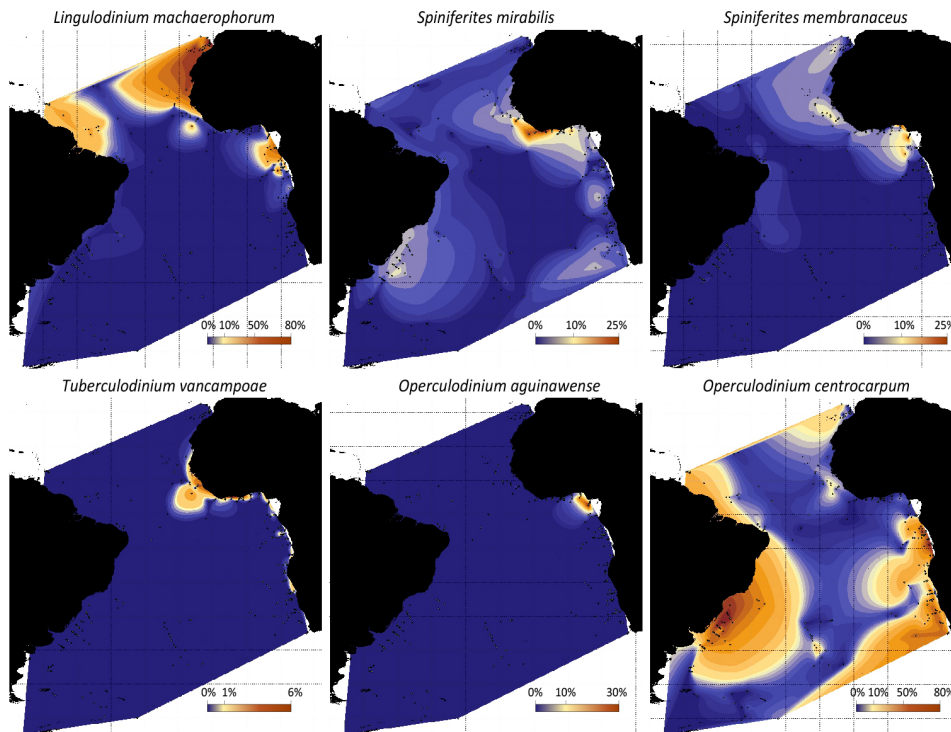 Lingulodinium machaerophorum
Spiniferites mirabilis
Spiniferites membranaceus
0% 10% 50% 80%
0% 10% 25%
0% 10% 25%
Tuberculodinium vancampoae
Operculodinium aguinawense
Operculodinium centrocarpum
0% 1% 6%
0% 10% 30%
0% 10% 50% 80%